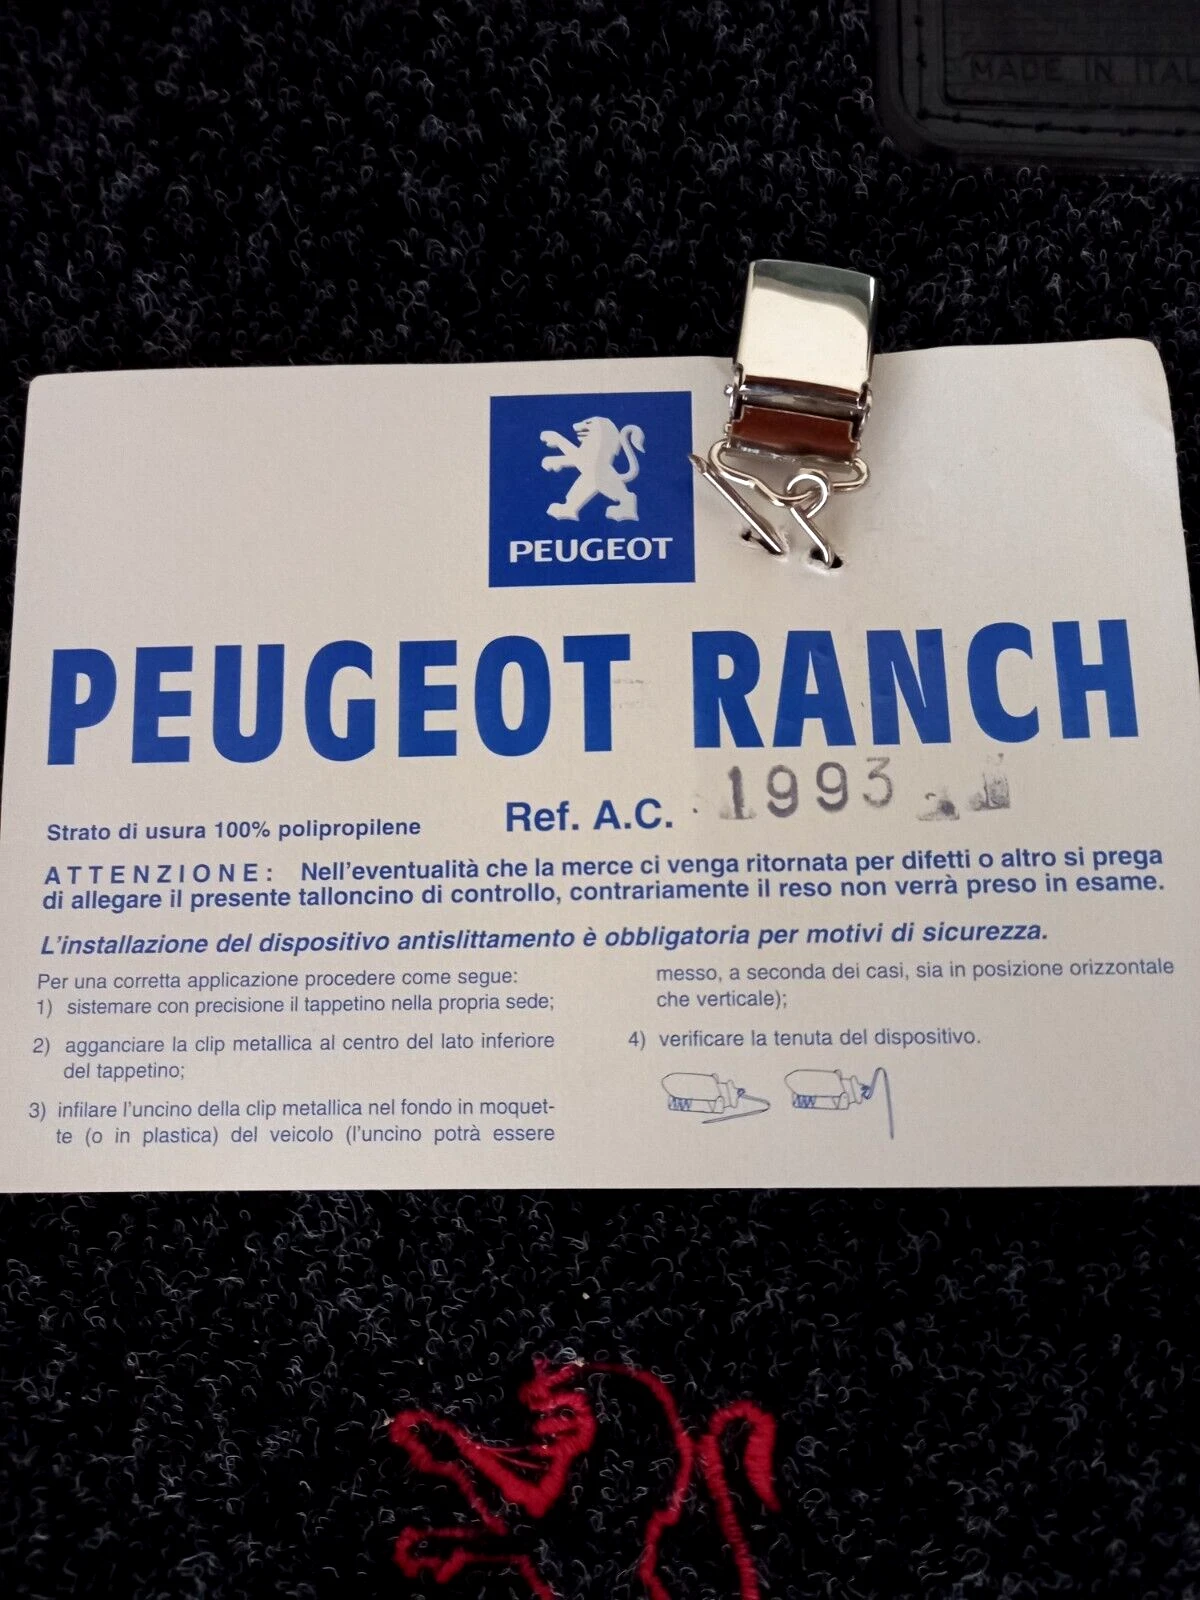 MADE IN ITAL
PEUGEOT
PEUGEOT RANCH
Strato di usura 100% polipropilene
Ref. A.C. 1993
ATTENZIONE: Nell'eventualità che la merce ci venga ritornata per difetti o altro si prega
di allegare il presente talloncino di controllo, contrariamente il reso non verrà preso in esame.
L'installazione del dispositivo antislittamento è obbligatoria per motivi di sicurezza.
Per una corretta applicazione procedere come segue:
1) sistemare con precisione il tappetino nella propria sede;
2) agganciare la clip metallica al centro del lato inferiore
del tappetino;
3) infilare l'uncino della clip metallica nel fondo in moquet-
te (o in plastica) del veicolo (l'uncino potrà essere
messo, a seconda dei casi, sia in posizione orizzontale
che verticale);
4) verificare la tenuta del dispositivo.